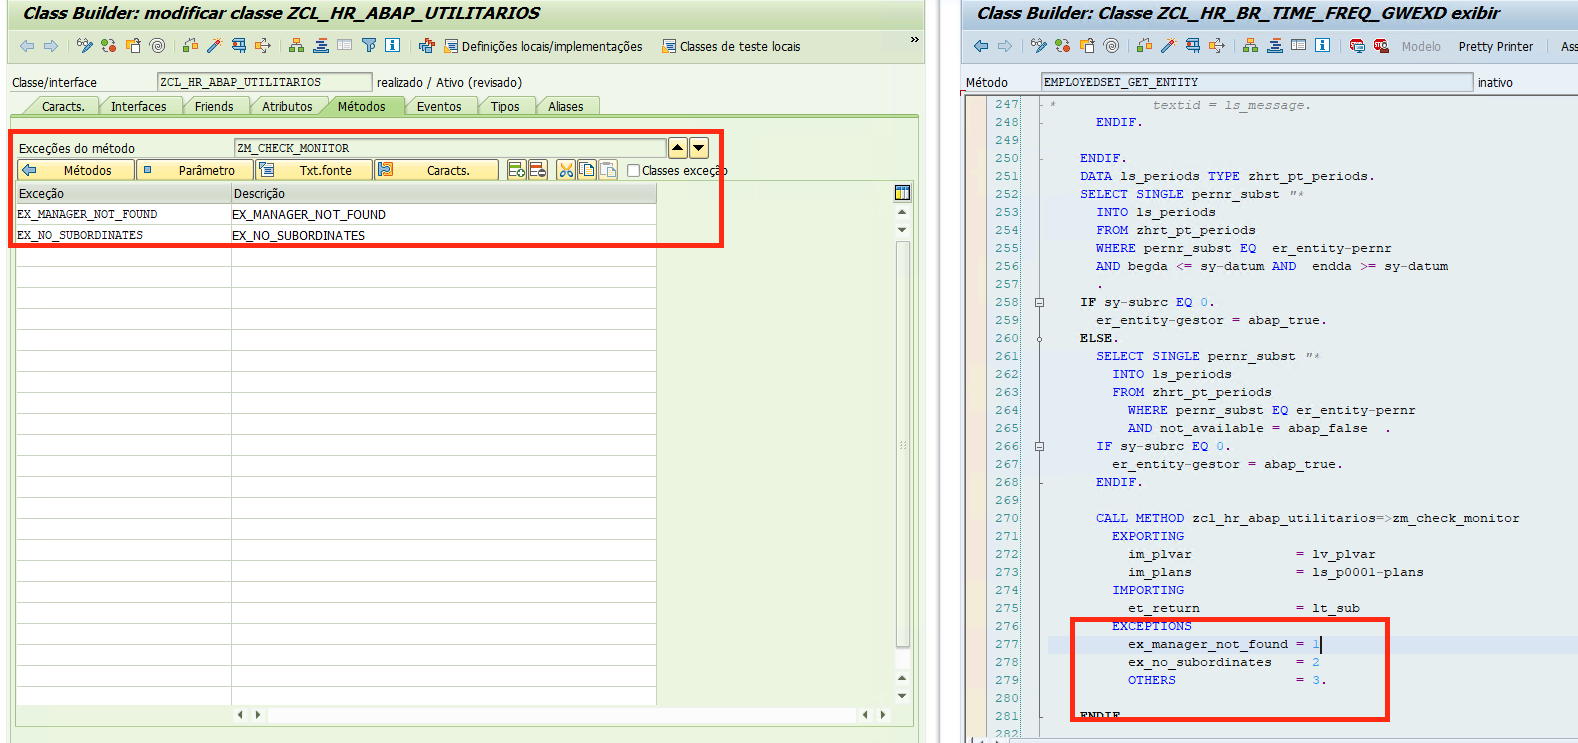 Class Builder: modificar classe ZCL_HR_ABAP_UTILITARIOS
Definições locais/implementações
Classes de teste locais
»
Classe/interface
ZCL_HR_ABAP_UTILITARIOS
realizado / Ativo (revisado)
Caracts.
Interfaces
Friends
Atributos
Métodos
Eventos
Tipos
Aliases
Exceções do método
ZM_CHECK_MONITOR
Métodos
Parâmetro
Txt.fonte
Caracts.
Classes exceção
Exceção
Descrição
EX_MANAGER_NOT_FOUND
EX_MANAGER_NOT_FOUND
EX_NO_SUBORDINATES
EX_NO_SUBORDINATES
Class Builder: Classe ZCL_HR_BR_TIME_FREQ_GWEXD exibir
Modelo
Pretty Printer
Ass
Método
EMPLOYEDSET_GET_ENTITY
inativo
247 * textid = ls_message.
248 ENDIF.
249
250 ENDIF.
251 DATA ls_periods TYPE zhrt_pt_periods.
252 SELECT SINGLE pernr_subst "*
253 INTO ls_periods
254 FROM zhrt_pt_periods
255 WHERE pernr_subst EQ er_entity-pernr
256 AND begda <= sy-datum AND endda >= sy-datum
257 .
258 IF sy-subrc EQ 0.
259 er_entity-gestor = abap_true.
260 ELSE.
261 SELECT SINGLE pernr_subst "*
262 INTO ls_periods
263 FROM zhrt_pt_periods
264 WHERE pernr_subst EQ er_entity-pernr
265 AND not_available = abap_false .
266 IF sy-subrc EQ 0.
267 er_entity-gestor = abap_true.
268 ENDIF.
269
270 CALL METHOD zcl_hr_abap_utilitarios=>zm_check_monitor
271 EXPORTING
272 im_plvar = lv_plvar
273 im_plans = ls_p0001-plans
274 IMPORTING
275 et_return = lt_sub
276 EXCEPTIONS
277 ex_manager_not_found = 1
278 ex_no_subordinates = 2
279 OTHERS = 3.
280
281 ENDIF
282